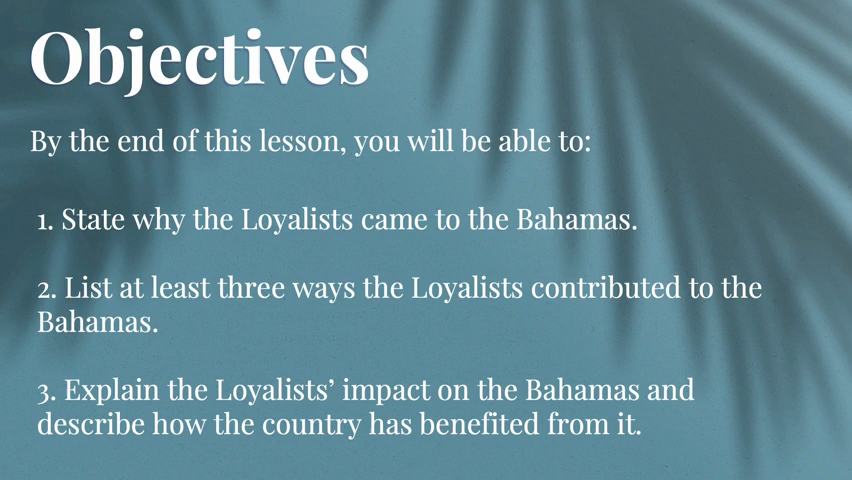 Objectives
By the end of this lesson, you will be able to:
1. State why the Loyalists came to the Bahamas.
2. List at least three ways the Loyalists contributed to the
Bahamas.
3. Explain the Loyalists’ impact on the Bahamas and
describe how the country has benefited from it.